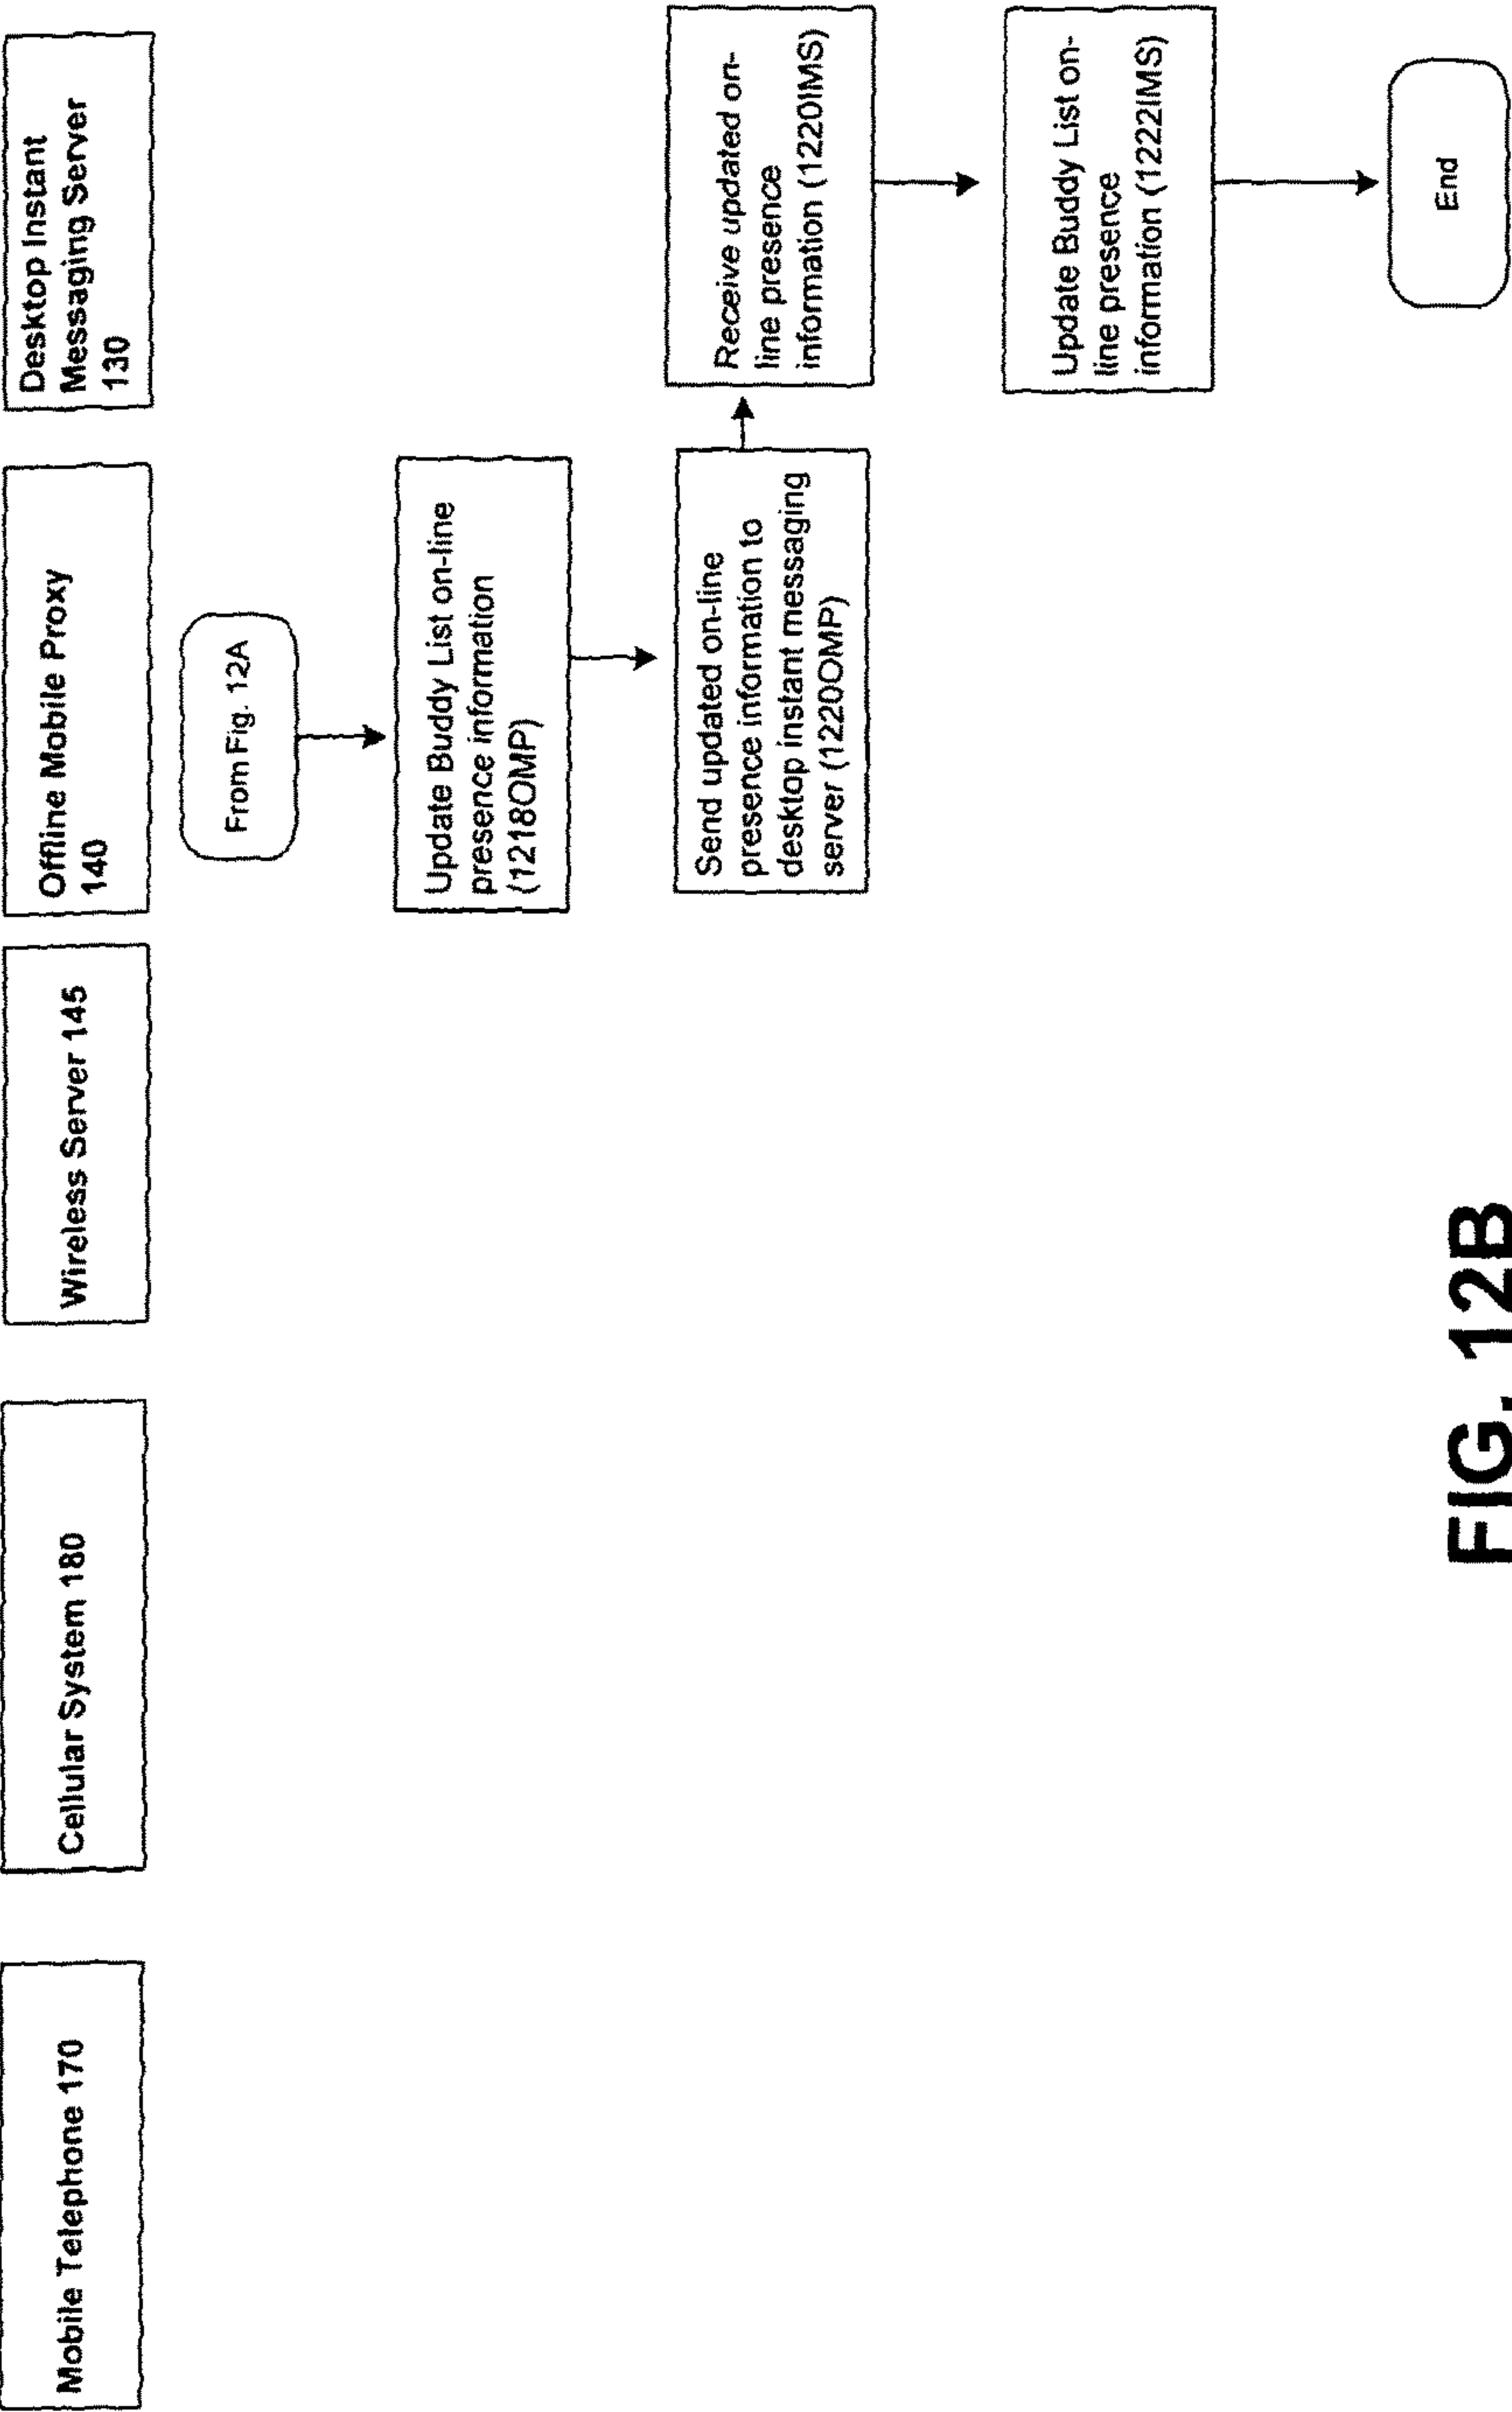 Mobile Telephone 170
Cellular System 180
Wireless Server 145
Offline Mobile Proxy
140
Desktop Instant
Messaging Server
130
From Fig. 12A
Update Buddy List on-line
presence information
(1218OMP)
Send updated on-line
presence information to
desktop instant messaging
server (1220OMP)
Receive updated on-
line presence
information (1220IMS)
Update Buddy List on-
line presence
information (1222IMS)
End
FIG. 12B